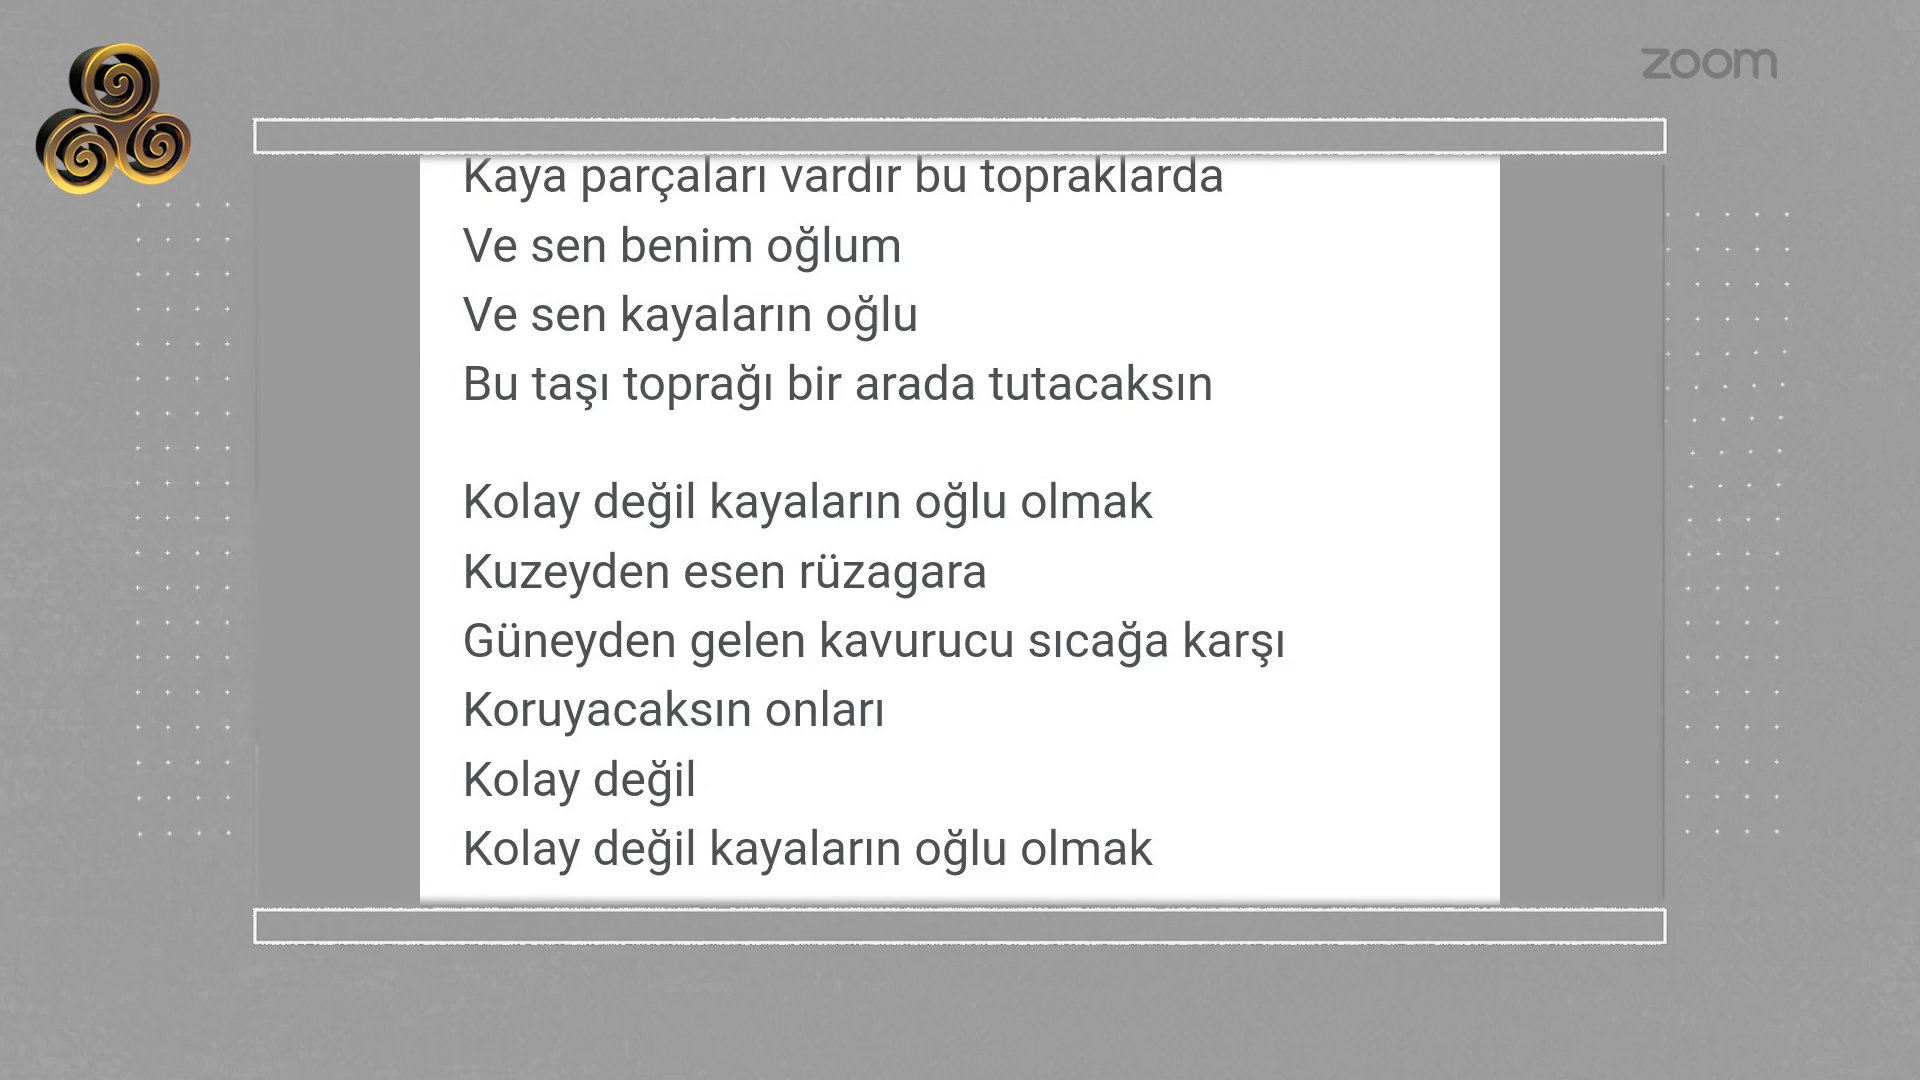 zoom
Kaya parçaları vardır bu topraklarda
Ve sen benim oğlum
Ve sen kayaların oğlu
Bu taşı toprağı bir arada tutacaksın
Kolay değil kayaların oğlu olmak
Kuzeyden esen rüzagara
Güneyden gelen kavurucu sıcağa karşı
Koruyacaksın onları
Kolay değil
Kolay değil kayaların oğlu olmak